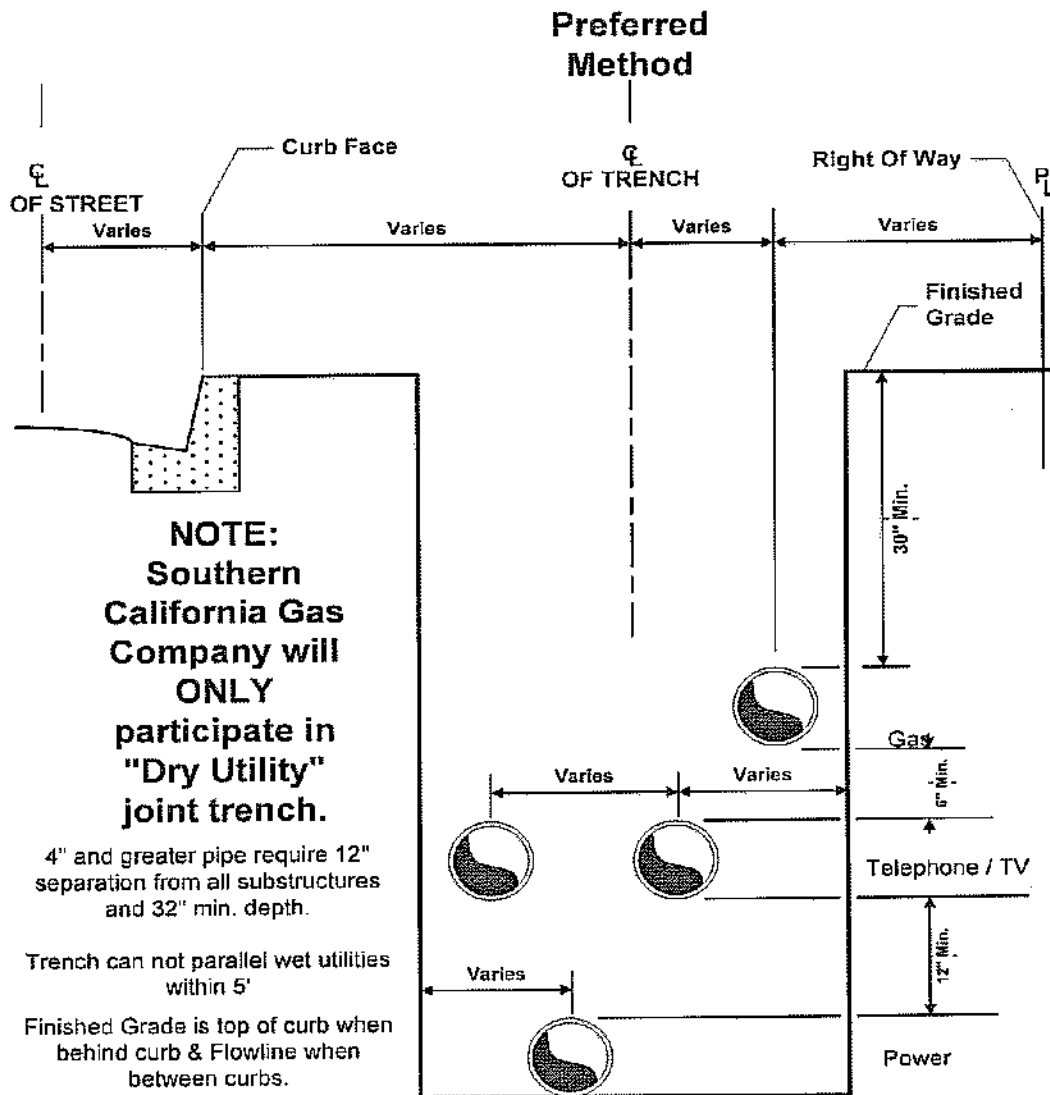 Preferred
Method
Curb Face
℄
OF STREET
℄
OF TRENCH
Right Of Way
PL
Varies
Varies
Varies
Varies
Finished
Grade
30" Min.
NOTE:
Southern
California Gas
Company will
ONLY
participate in
"Dry Utility"
joint trench.
Gas
6" Min.
Varies
Varies
Telephone / TV
4" and greater pipe require 12"
separation from all substructures
and 32" min. depth.
12" Min.
Trench can not parallel wet utilities
within 5'
Varies
Finished Grade is top of curb when
behind curb & Flowline when
between curbs.
Power